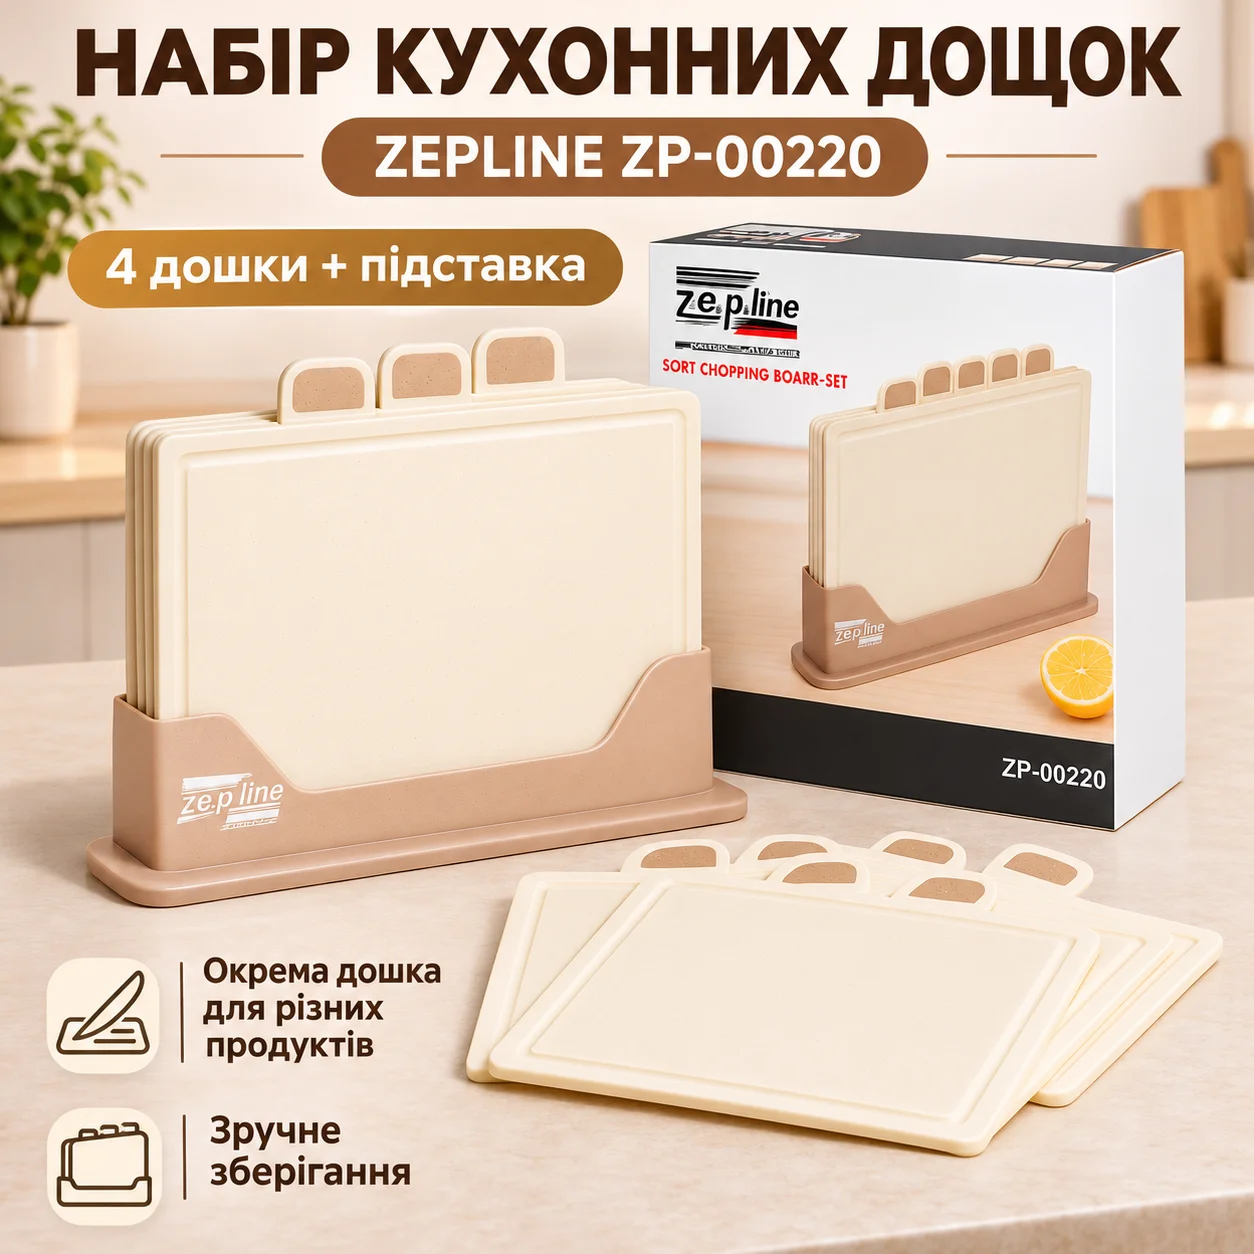 НАБІР КУХОННИХ ДОЩОК
ZEPLINE ZP-00220
4 дошки + підставка
ze.p.line
SORT CHOPPING BOARR-SET
zep line
ZP-00220
ze.p line
Окрема дошка
для різних
продуктів
Зручне
зберігання